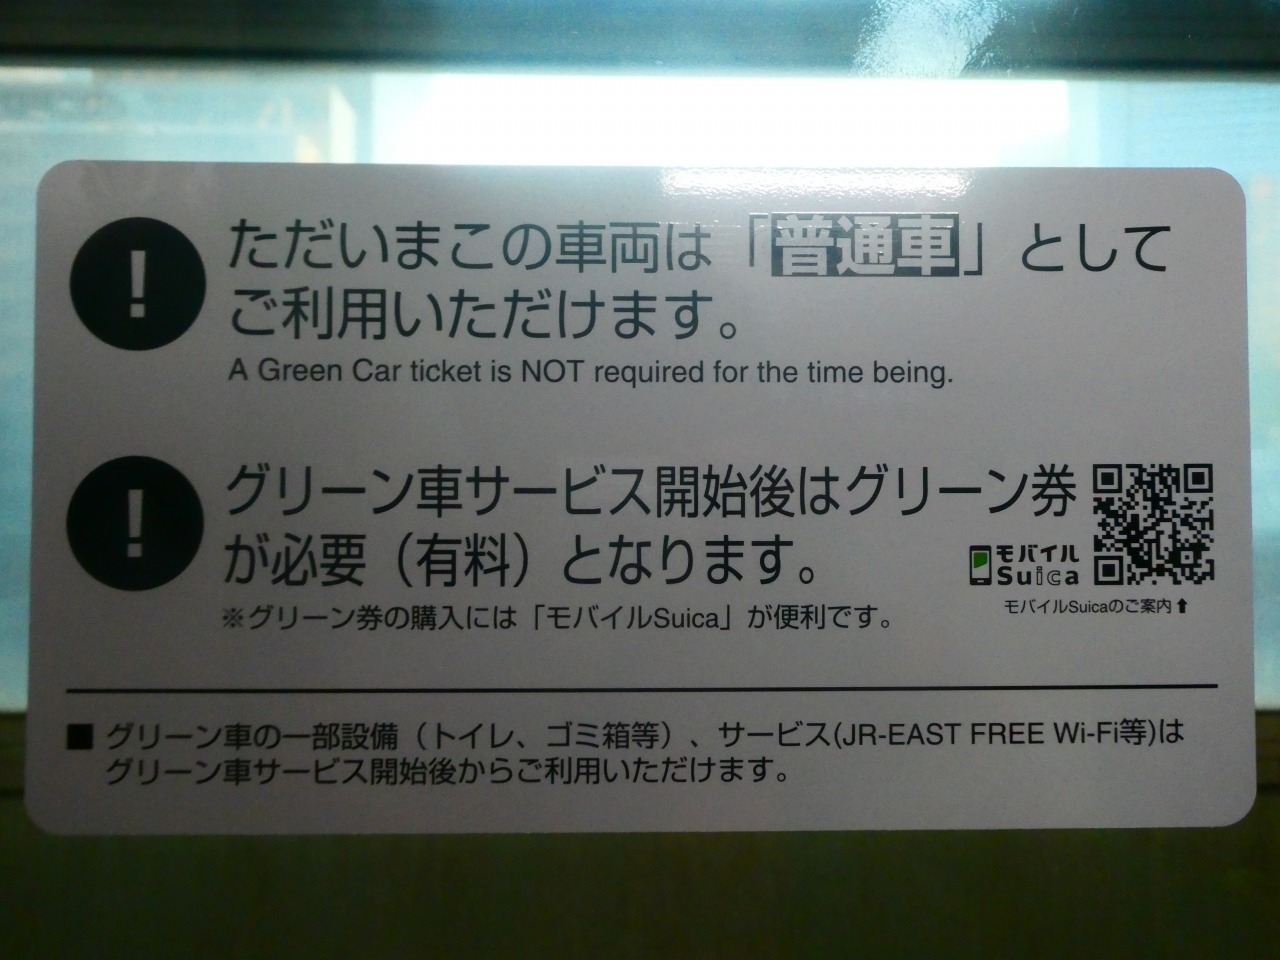 ただいまこの車両は「普通車」として
ご利用いただけます。
A Green Car ticket is NOT required for the time being.
グリーン車サービス開始後はグリーン券
が必要（有料）となります。
※グリーン券の購入には「モバイルSuica」が便利です。
モバイル
Suica
モバイルSuicaのご案内⬆
■ グリーン車の一部設備（トイレ、ゴミ箱等）、サービス(JR-EAST FREE Wi-Fi等)は
グリーン車サービス開始後からご利用いただけます。